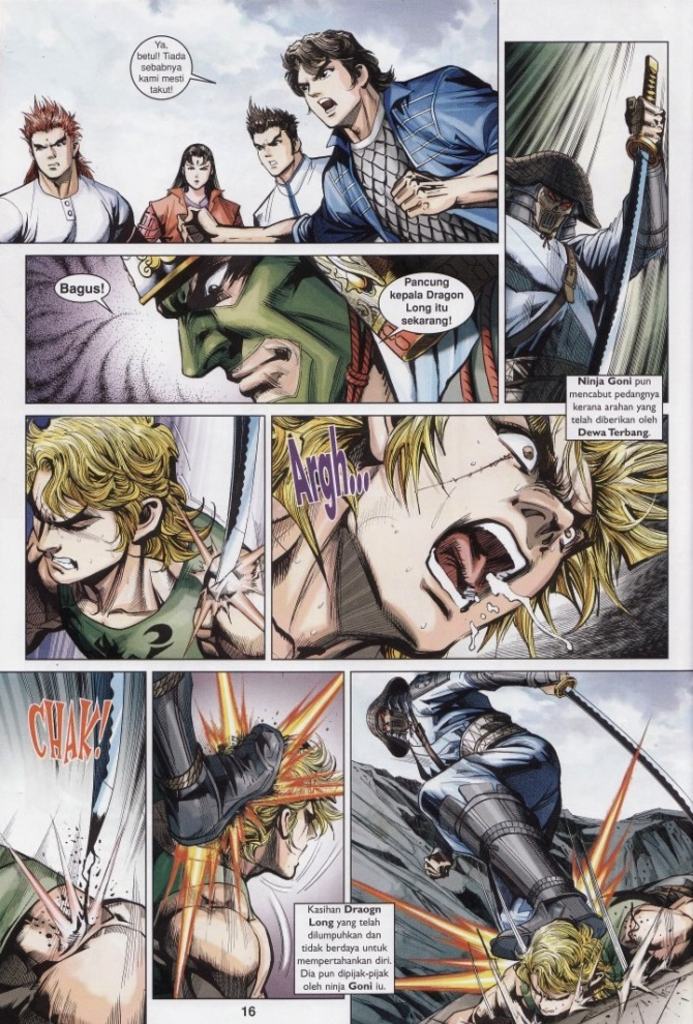 Ya,
betul! Tiada
sebabnya
kami mesti
takut!
Ninja Goni pun
mencabut pedangnya
kerana arahan yang
telah diberikan oleh
Dewa Terbang.
Bagus!
Pancung
kepala Dragon
Long itu
sekarang!
Argh...
CHAK!
Kasihan Draogn
Long yang telah
dilumpuhkan dan
tidak berdaya untuk
mempertahankan diri.
Dia pun dipijak-pijak
oleh ninja Goni iu.
16